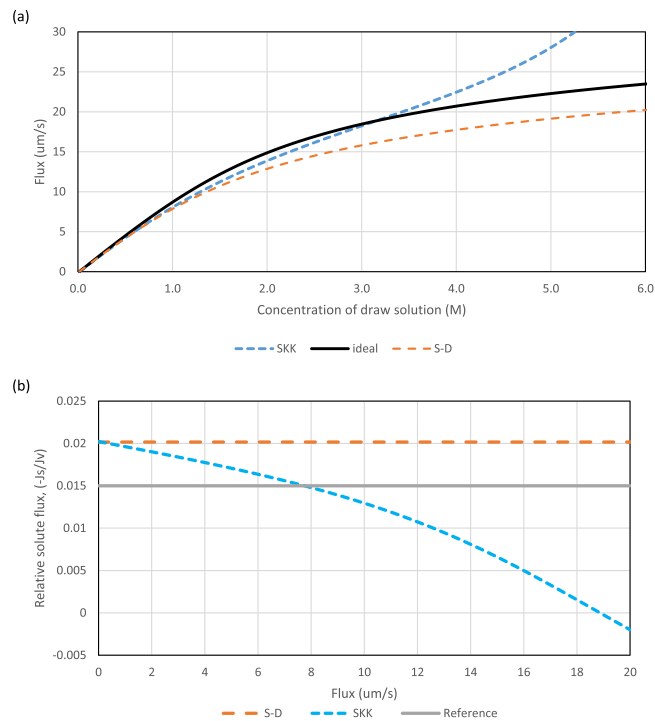 (a)
30
25
20
15
10
5
0
Flux (um/s)
0.0 1.0 2.0 3.0 4.0 5.0 6.0
Concentration of draw solution (M)
SKK ideal S-D
(b)
0.025
0.02
0.015
0.01
0.005
0
-0.005
Relative solute flux, (-Js/Jv)
0 2 4 6 8 10 12 14 16 18 20
Flux (um/s)
S-D SKK Reference